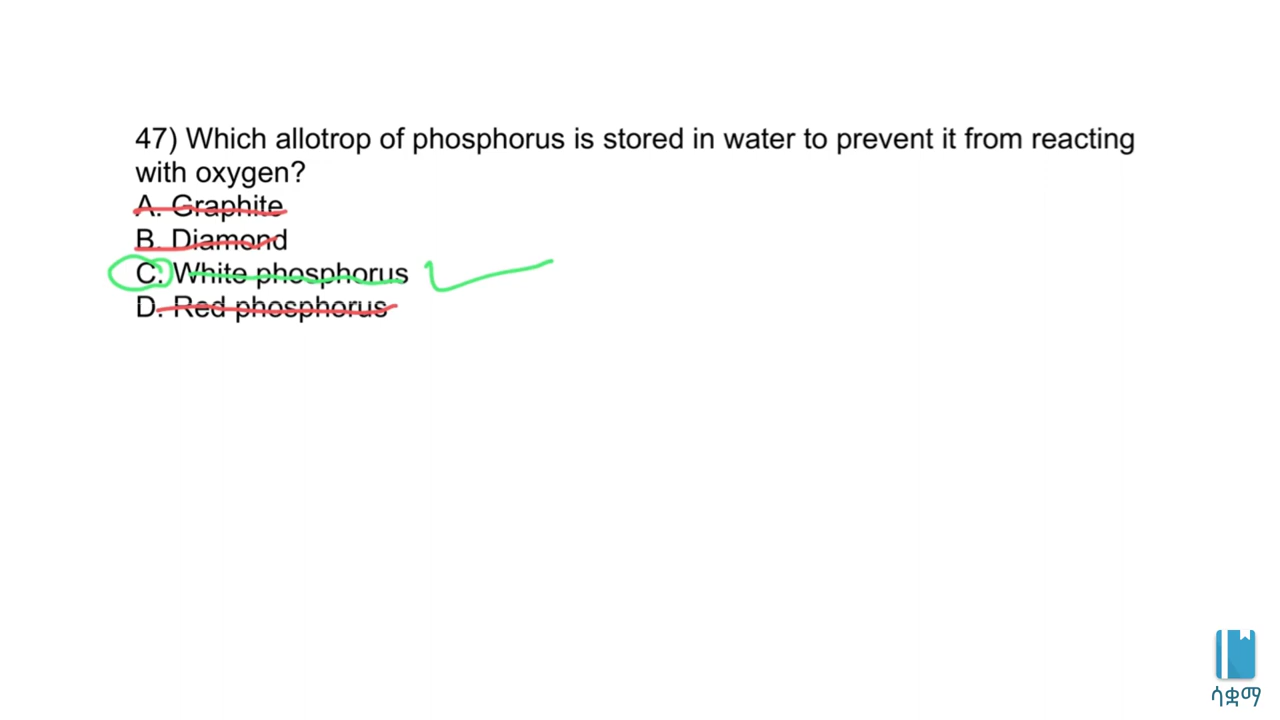 47) Which allotrop of phosphorus is stored in water to prevent it from reacting
with oxygen?
A. Graphite
B. Diamond
C. White phosphorus
D. Red phosphorus
ሳቋማ